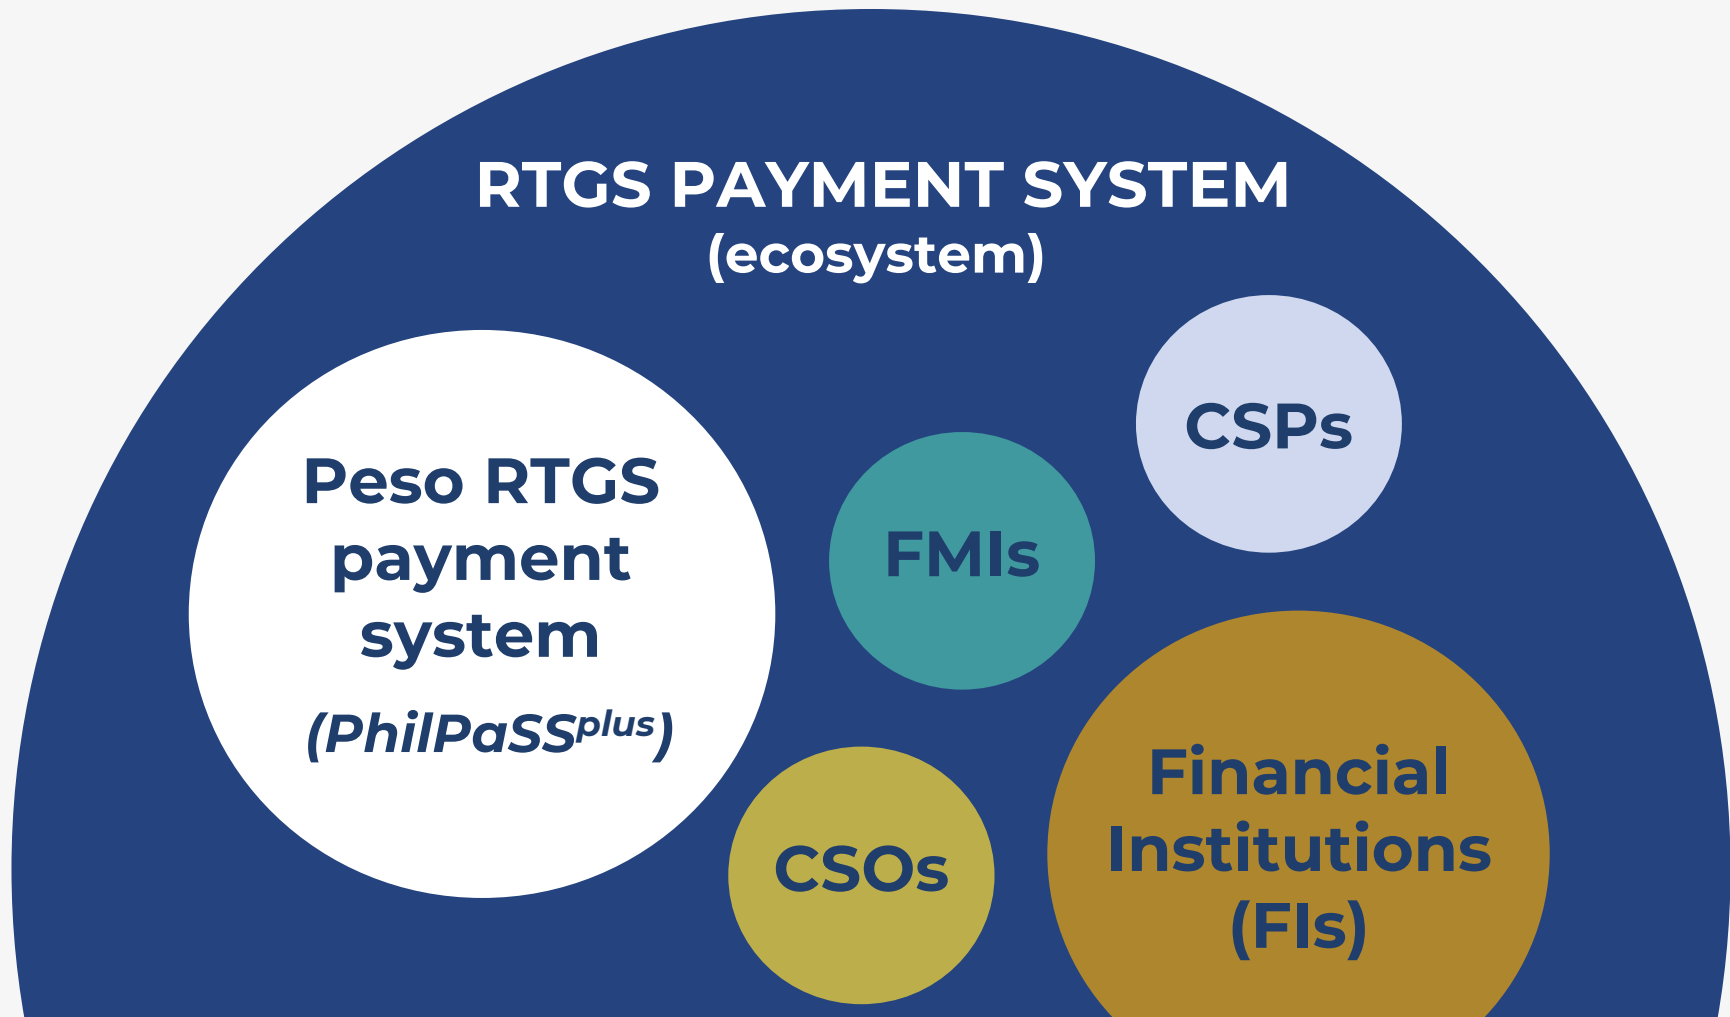 RTGS PAYMENT SYSTEM
(ecosystem)
CSPs
Peso RTGS
payment
system
(PhilPaSSplus)
FMIs
CSOs
Financial
Institutions
(FIs)